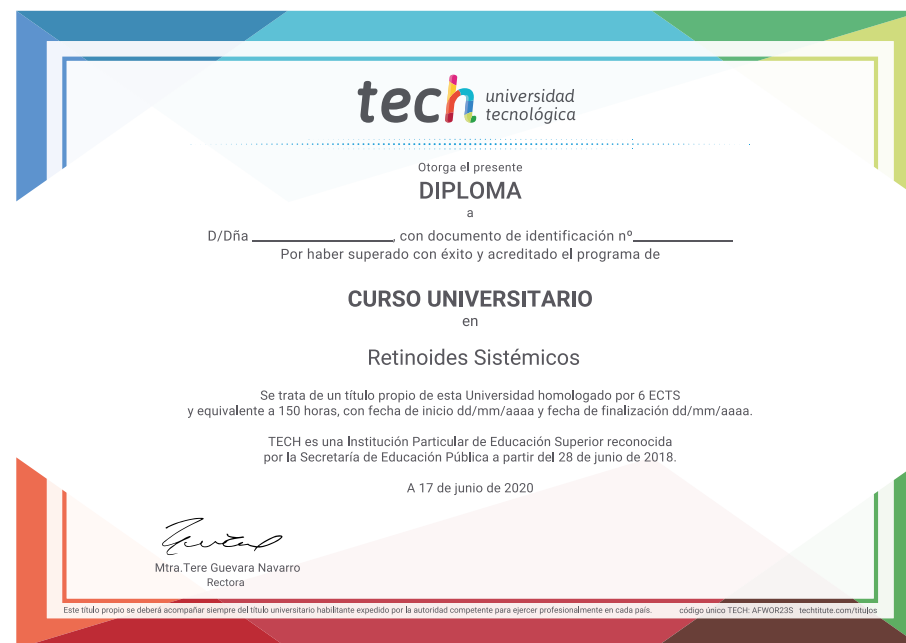 tech universidad
tecnológica
Otorga el presente
DIPLOMA
a
D/Dña ____________, con documento de identificación nº____________
Por haber superado con éxito y acreditado el programa de
CURSO UNIVERSITARIO
en
Retinoides Sistémicos
Se trata de un título propio de esta Universidad homologado por 6 ECTS
y equivalente a 150 horas, con fecha de inicio dd/mm/aaaa y fecha de finalización dd/mm/aaaa.
TECH es una Institución Particular de Educación Superior reconocida
por la Secretaría de Educación Pública a partir del 28 de junio de 2018.
A 17 de junio de 2020
Mtra.Tere Guevara Navarro
Rectora
Este título propio se deberá acompañar siempre del título universitario habilitante expedido por la autoridad competente para ejercer profesionalmente en cada país. código único TECH: AFWOR23S techtitute.com/titulos